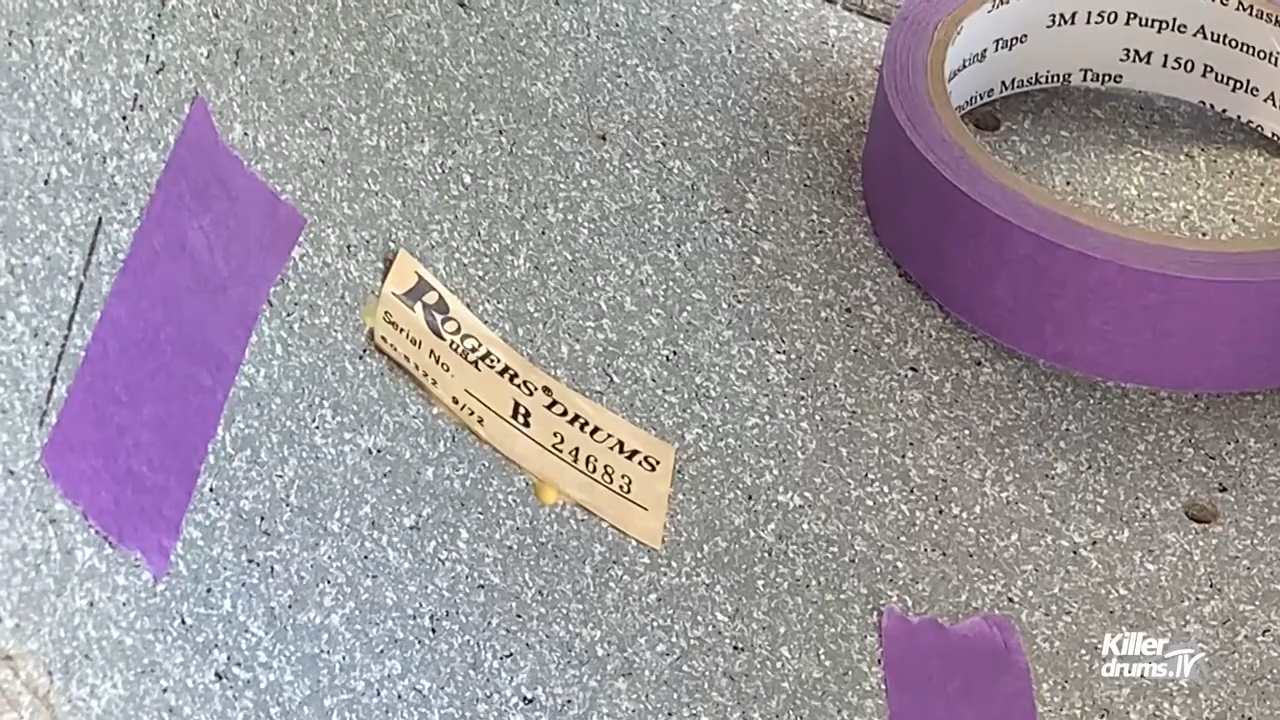 3M 150 Purple Automoti
asking Tape
3M 150 Purple A
otive Masking Tape
ROGERS® DRUMS
USA
Serial No. B 24683
9/72
Killer
drums.TV